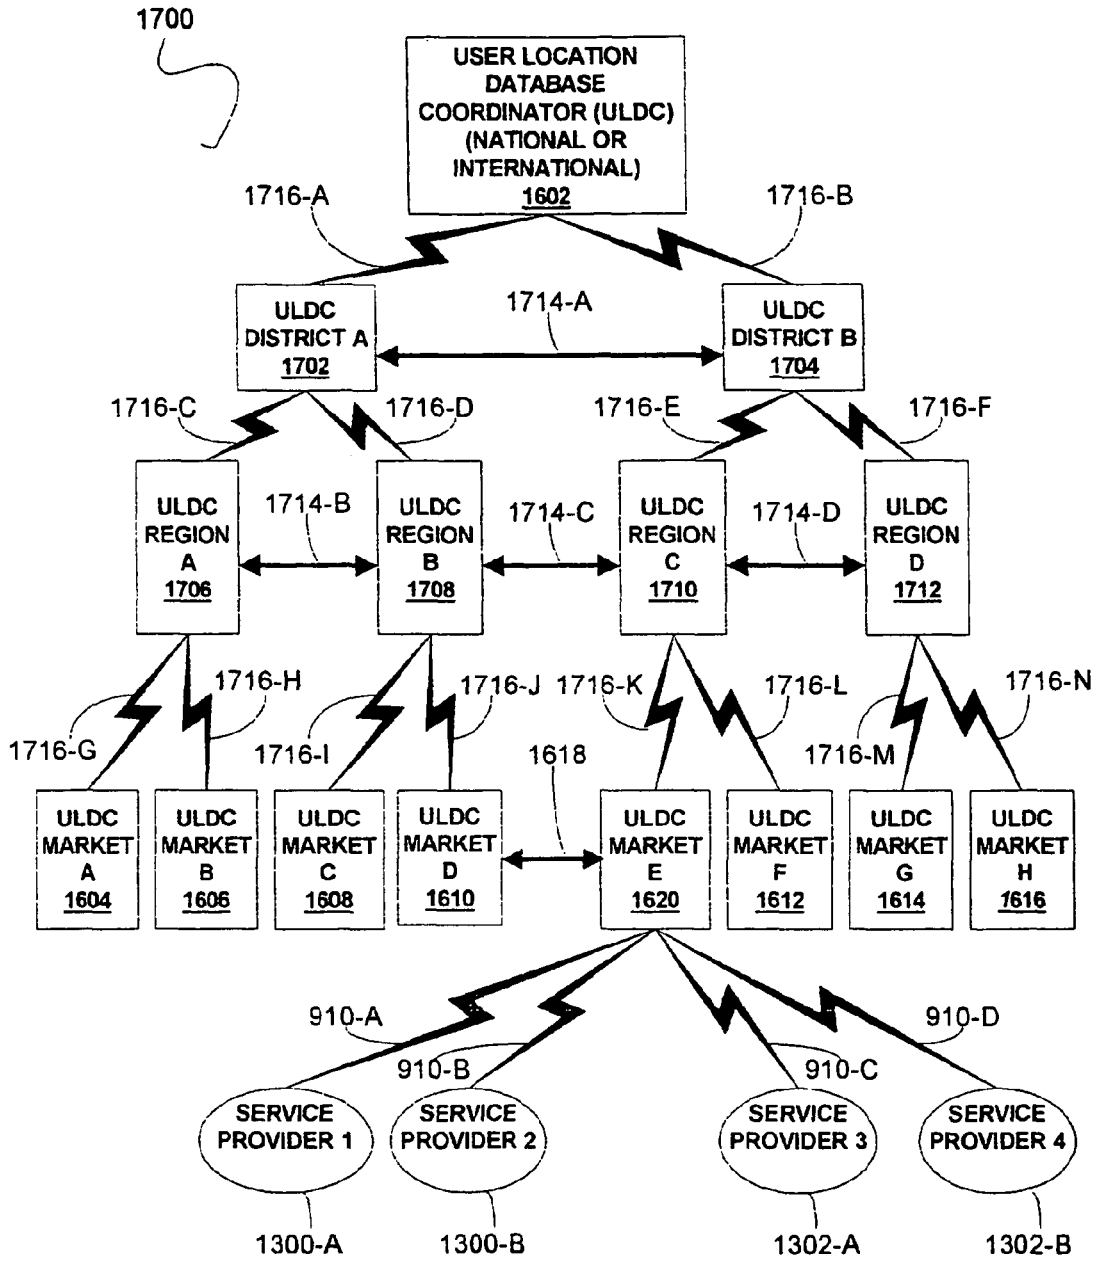 1700
USER LOCATION
DATABASE
COORDINATOR (ULDC)
(NATIONAL OR
INTERNATIONAL)
1602
1716-A
1716-B
ULDC
DISTRICT A
1702
1714-A
ULDC
DISTRICT B
1704
1716-C
1716-D
1716-E
1716-F
ULDC
REGION
A
1706
1714-B
ULDC
REGION
B
1708
1714-C
ULDC
REGION
C
1710
1714-D
ULDC
REGION
D
1712
1716-G
1716-H
1716-I
1716-J
1716-K
1716-L
1716-M
1716-N
1618
ULDC
MARKET
A
1604
ULDC
MARKET
B
1606
ULDC
MARKET
C
1608
ULDC
MARKET
D
1610
ULDC
MARKET
E
1620
ULDC
MARKET
F
1612
ULDC
MARKET
G
1614
ULDC
MARKET
H
1616
910-A
910-B
910-C
910-D
SERVICE
PROVIDER 1
SERVICE
PROVIDER 2
SERVICE
PROVIDER 3
SERVICE
PROVIDER 4
1300-A
1300-B
1302-A
1302-B